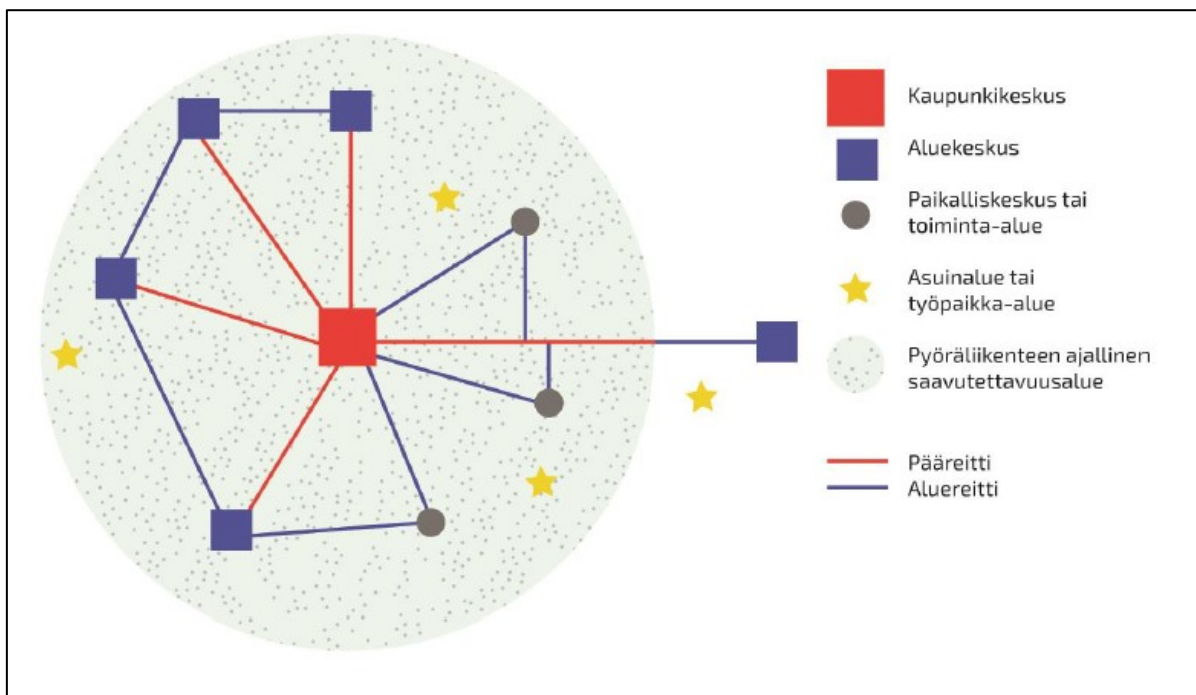 Kaupunkikeskus
Aluekeskus
Paikalliskeskus tai
toiminta-alue
Asuinalue tai
työpaikka-alue
Pyöräliikenteen ajallinen
saavutettavuusalue
Pääreitti
Aluereitti